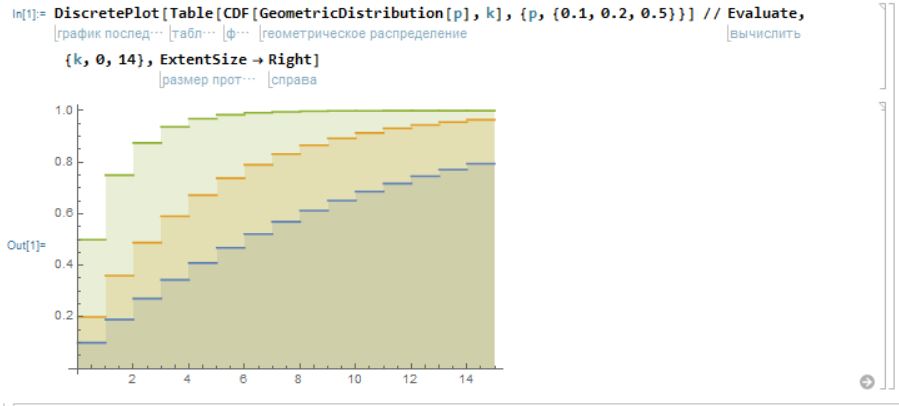 In[1]:= DiscretePlot[Table[CDF[GeometricDistribution[p], k], {p, {0.1, 0.2, 0.5}}] // Evaluate,
график послед⋯ табл⋯ ф⋯ геометрическое распределение вычислить
{k, 0, 14}, ExtentSize → Right]
размер прот⋯ справа
1.0
0.8
0.6
Out[1]=
0.4
0.2
2 4 6 8 10 12 14